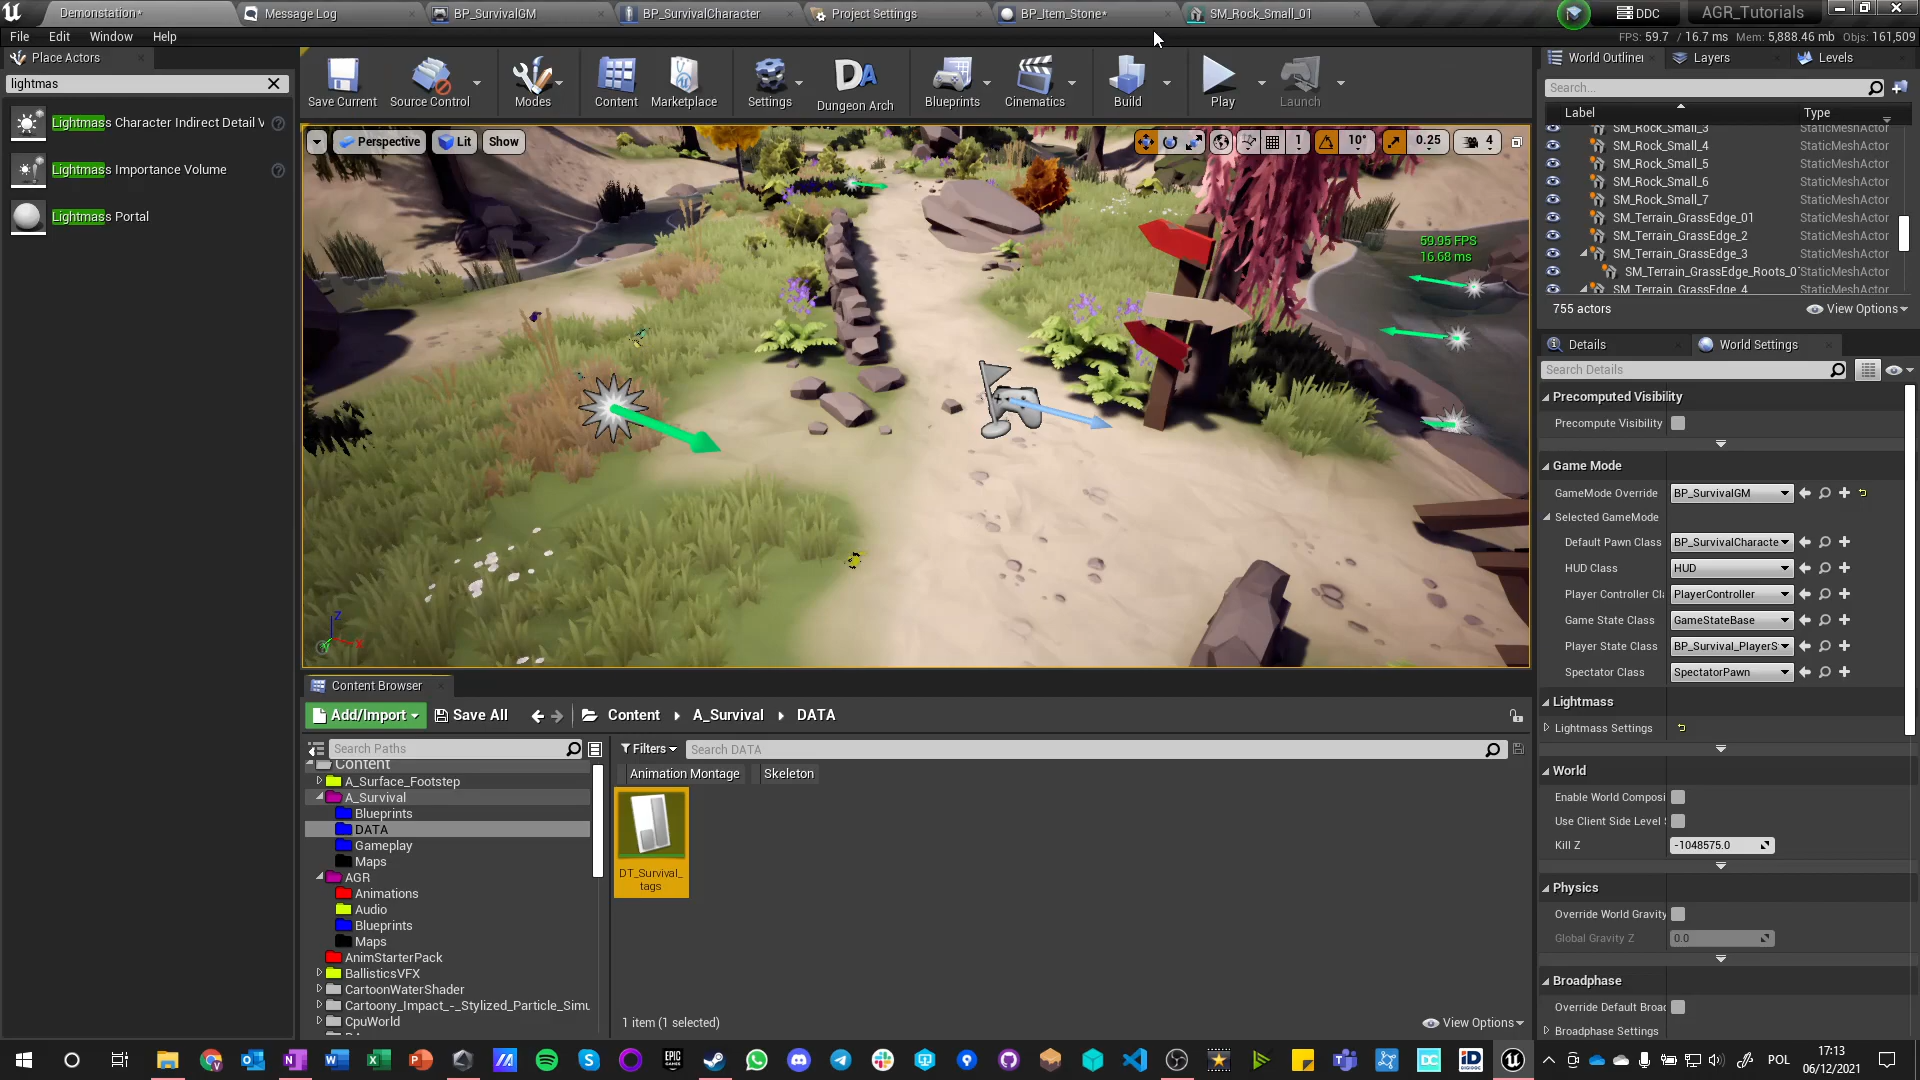 Demonstation*
Message Log
BP_SurvivalGM
BP_SurvivalCharacter
Project Settings
BP_Item_Stone*
SM_Rock_Small_01
DDC
AGR_Tutorials
File
Edit
Window
Help
FPS: 59.7 / 16.7 ms Mem: 5,888.46 mb Objs: 161,509
Place Actors
lightmas
Lightmass Character Indirect Detail V
Lightmass Importance Volume
Lightmass Portal
Save Current
Source Control
Modes
Content
Marketplace
Settings
Dungeon Arch
Blueprints
Cinematics
Build
Play
Launch
Perspective
Lit
Show
1
10°
0.25
4
59.95 FPS
16.68 ms
World Outliner
Layers
Levels
Search...
Label
Type
SM_Rock_Small_3 StaticMeshActor
SM_Rock_Small_4 StaticMeshActor
SM_Rock_Small_5 StaticMeshActor
SM_Rock_Small_6 StaticMeshActor
SM_Rock_Small_7 StaticMeshActor
SM_Terrain_GrassEdge_01 StaticMeshActor
SM_Terrain_GrassEdge_2 StaticMeshActor
SM_Terrain_GrassEdge_3 StaticMeshActor
SM_Terrain_GrassEdge_Roots_0 StaticMeshActor
SM_Terrain_GrassEdge_4 StaticMeshActor
755 actors
View Options
Details
World Settings
Search Details
Precomputed Visibility
Precompute Visibility
Game Mode
GameMode Override BP_SurvivalGM
Selected GameMode
Default Pawn Class BP_SurvivalCharacte
HUD Class HUD
Player Controller Cl PlayerController
Game State Class GameStateBase
Player State Class BP_Survival_PlayerS
Spectator Class SpectatorPawn
Lightmass
Lightmass Settings
World
Enable World Composi
Use Client Side Level S
Kill Z -1048575.0
Physics
Override World Gravity
Global Gravity Z 0.0
Broadphase
Override Default Broad
Broadphase Settings
Content Browser
Add/Import
Save All
Content
A_Survival
DATA
Search Paths
Filters
Search DATA
Animation Montage
Skeleton
Content
A_Surface_Footstep
A_Survival
Blueprints
DATA
Gameplay
Maps
AGR
Animations
Audio
Blueprints
Maps
AnimStarterPack
BallisticsVFX
CartoonWaterShader
Cartoony_Impact_-_Stylized_Particle_Simu
CpuWorld
DT_Survival_
tags
1 item (1 selected)
View Options
POL
17:13
06/12/2021